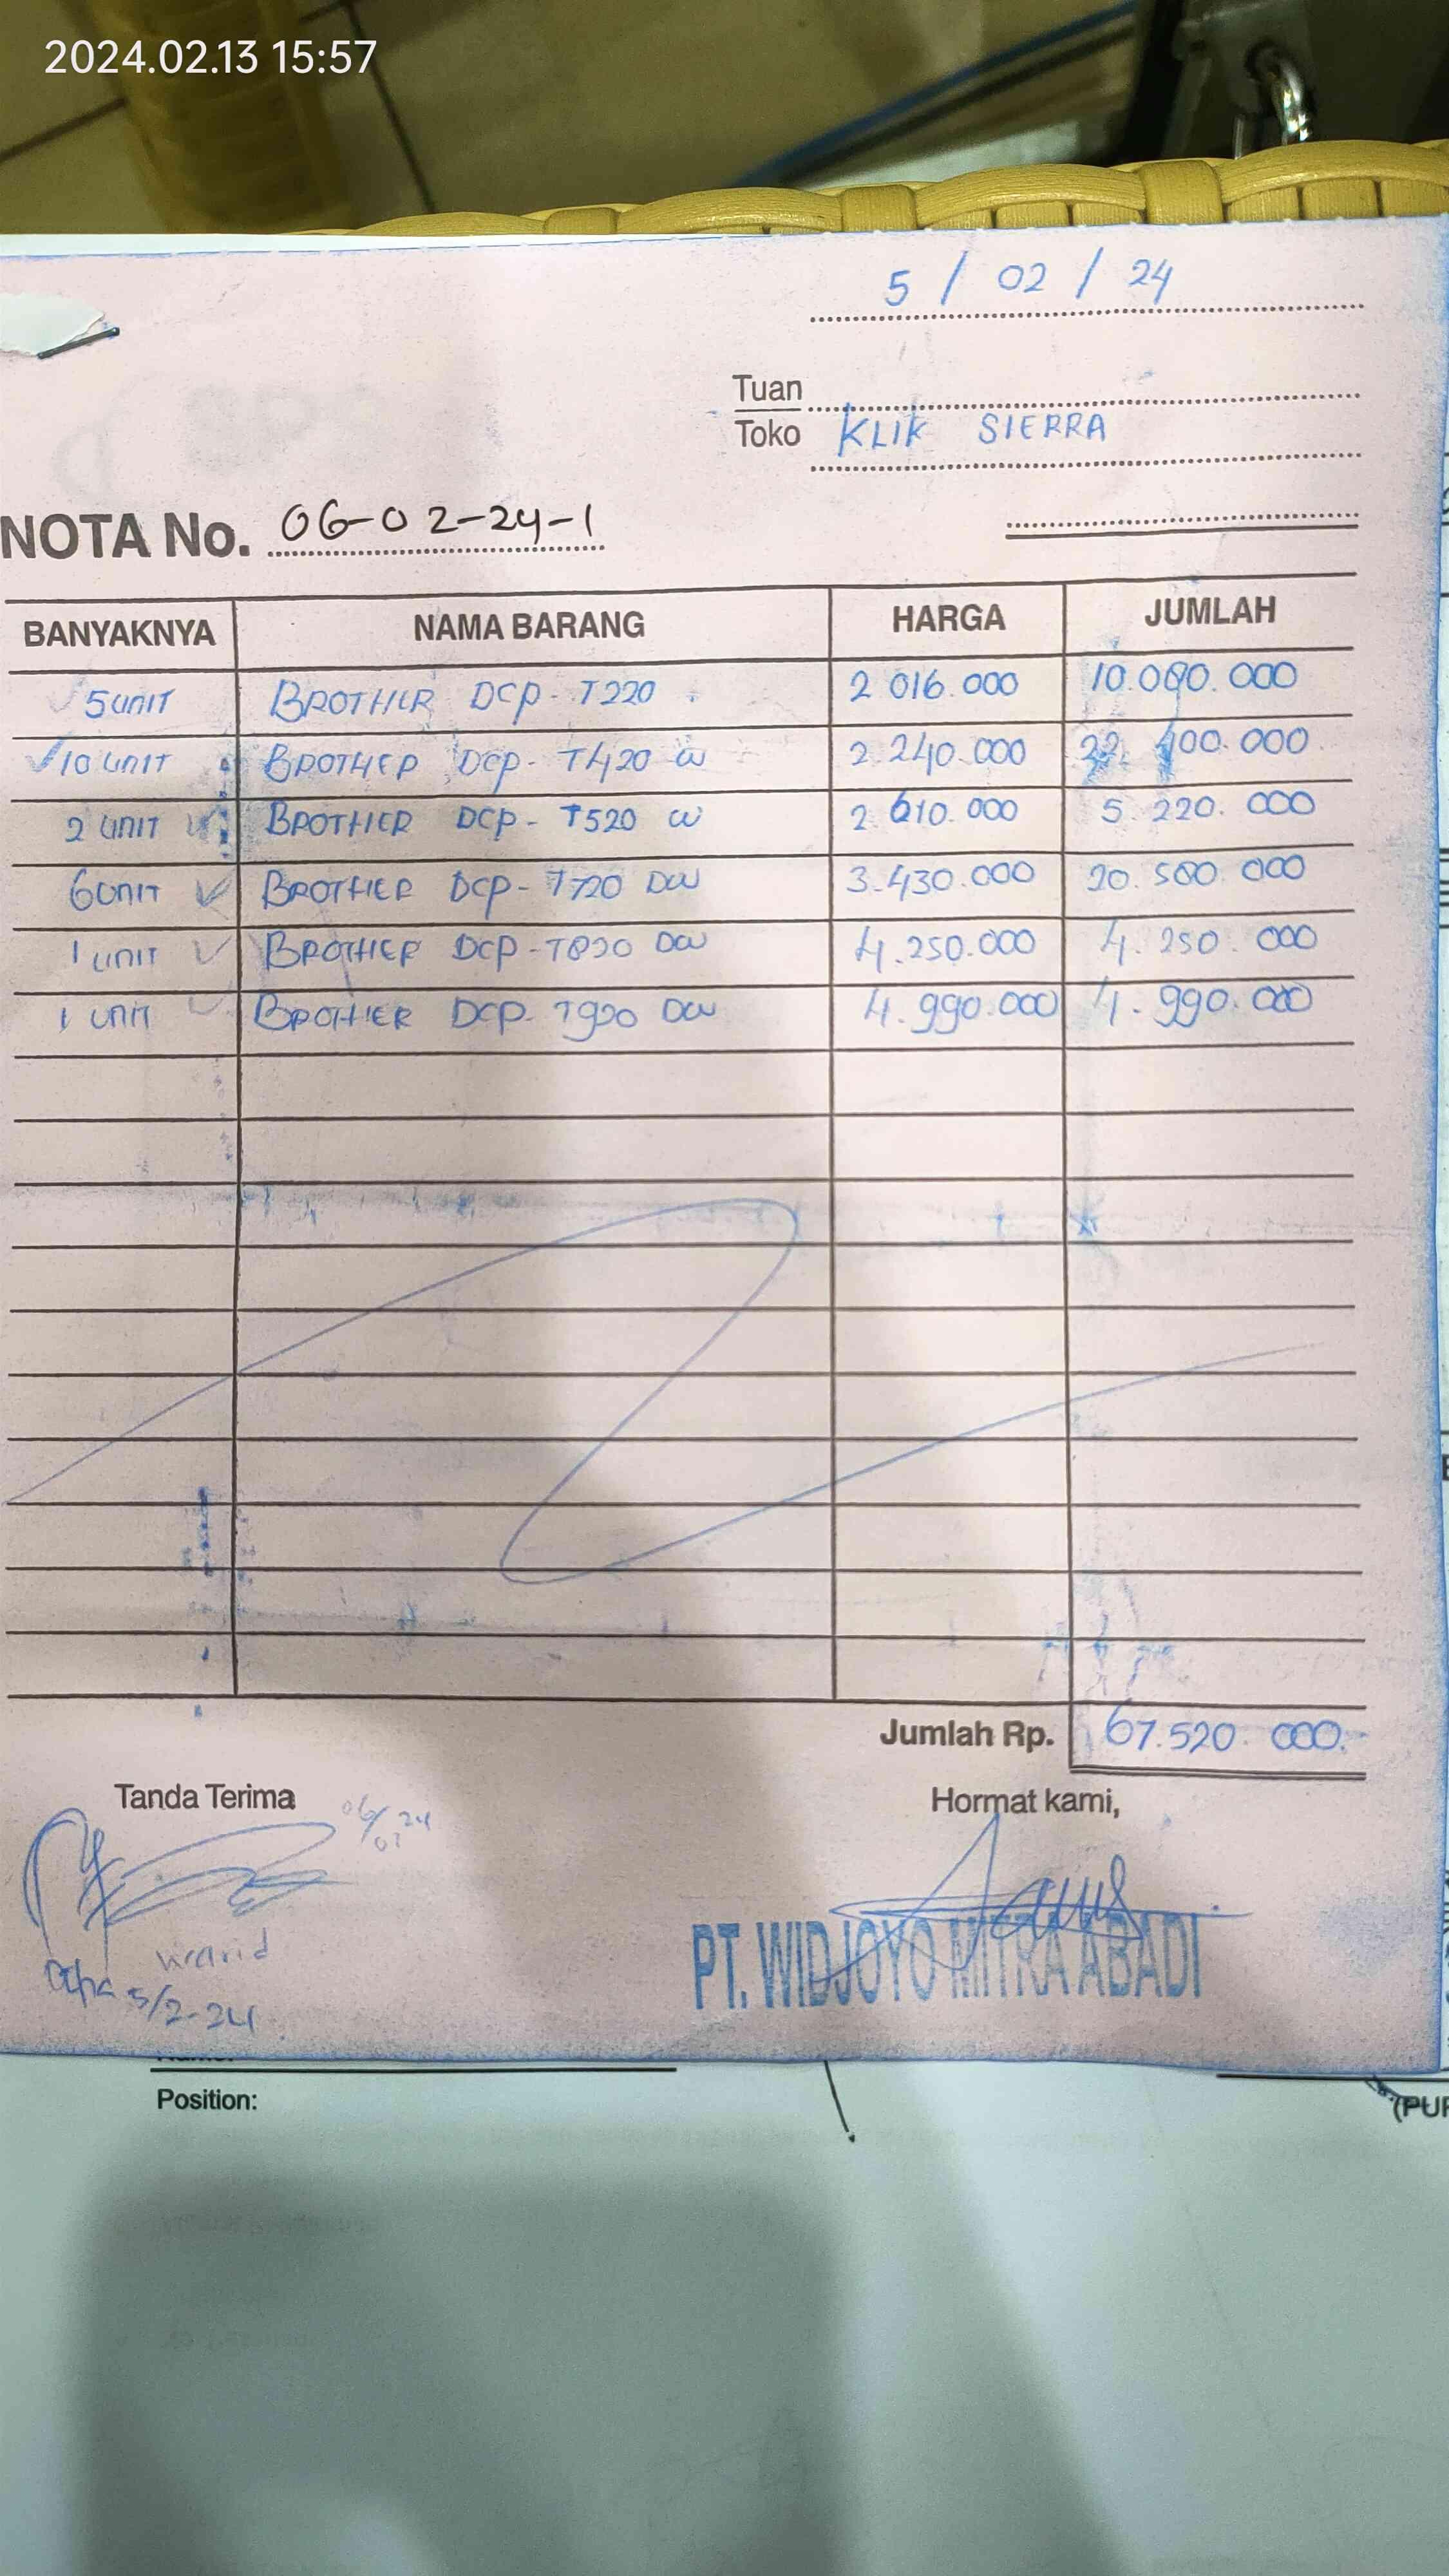 2024.02.13 15:57
5 / 02 / 24
Tuan
Toko KLIK SIERRA
NOTA No. 06-02-24-1
BANYAKNYA NAMA BARANG HARGA JUMLAH
5 UNIT BROTHER DCP-T220 2.016.000 10.080.000
10 UNIT BROTHER DCP-T420 W 2.240.000 22.400.000
2 UNIT BROTHER DCP-T520 W 2.610.000 5.220.000
6 UNIT BROTHER DCP-T720 DW 3.430.000 20.580.000
1 UNIT BROTHER DCP-T820 DW 4.250.000 4.250.000
1 UNIT BROTHER DCP-T920 DW 4.990.000 4.990.000
Jumlah Rp. 67.520.000.-
Tanda Terima
Hormat kami,
PT. WIDJOYO MITRA ABADI
5/2-24
Position: